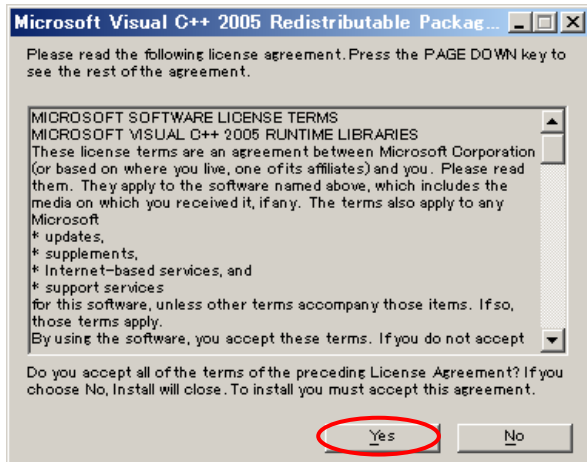 Microsoft Visual C++ 2005 Redistributable Packag...
Please read the following license agreement. Press the PAGE DOWN key to
see the rest of the agreement.
MICROSOFT SOFTWARE LICENSE TERMS
MICROSOFT VISUAL C++ 2005 RUNTIME LIBRARIES
These license terms are an agreement between Microsoft Corporation
(or based on where you live, one of its affiliates) and you. Please read
them. They apply to the software named above, which includes the
media on which you received it, if any. The terms also apply to any
Microsoft
* updates,
* supplements,
* Internet-based services, and
* support services
for this software, unless other terms accompany those items. If so,
those terms apply.
By using the software, you accept these terms. If you do not accept
Do you accept all of the terms of the preceding License Agreement? If you
choose No, Install will close. To install you must accept this agreement.
Yes
No